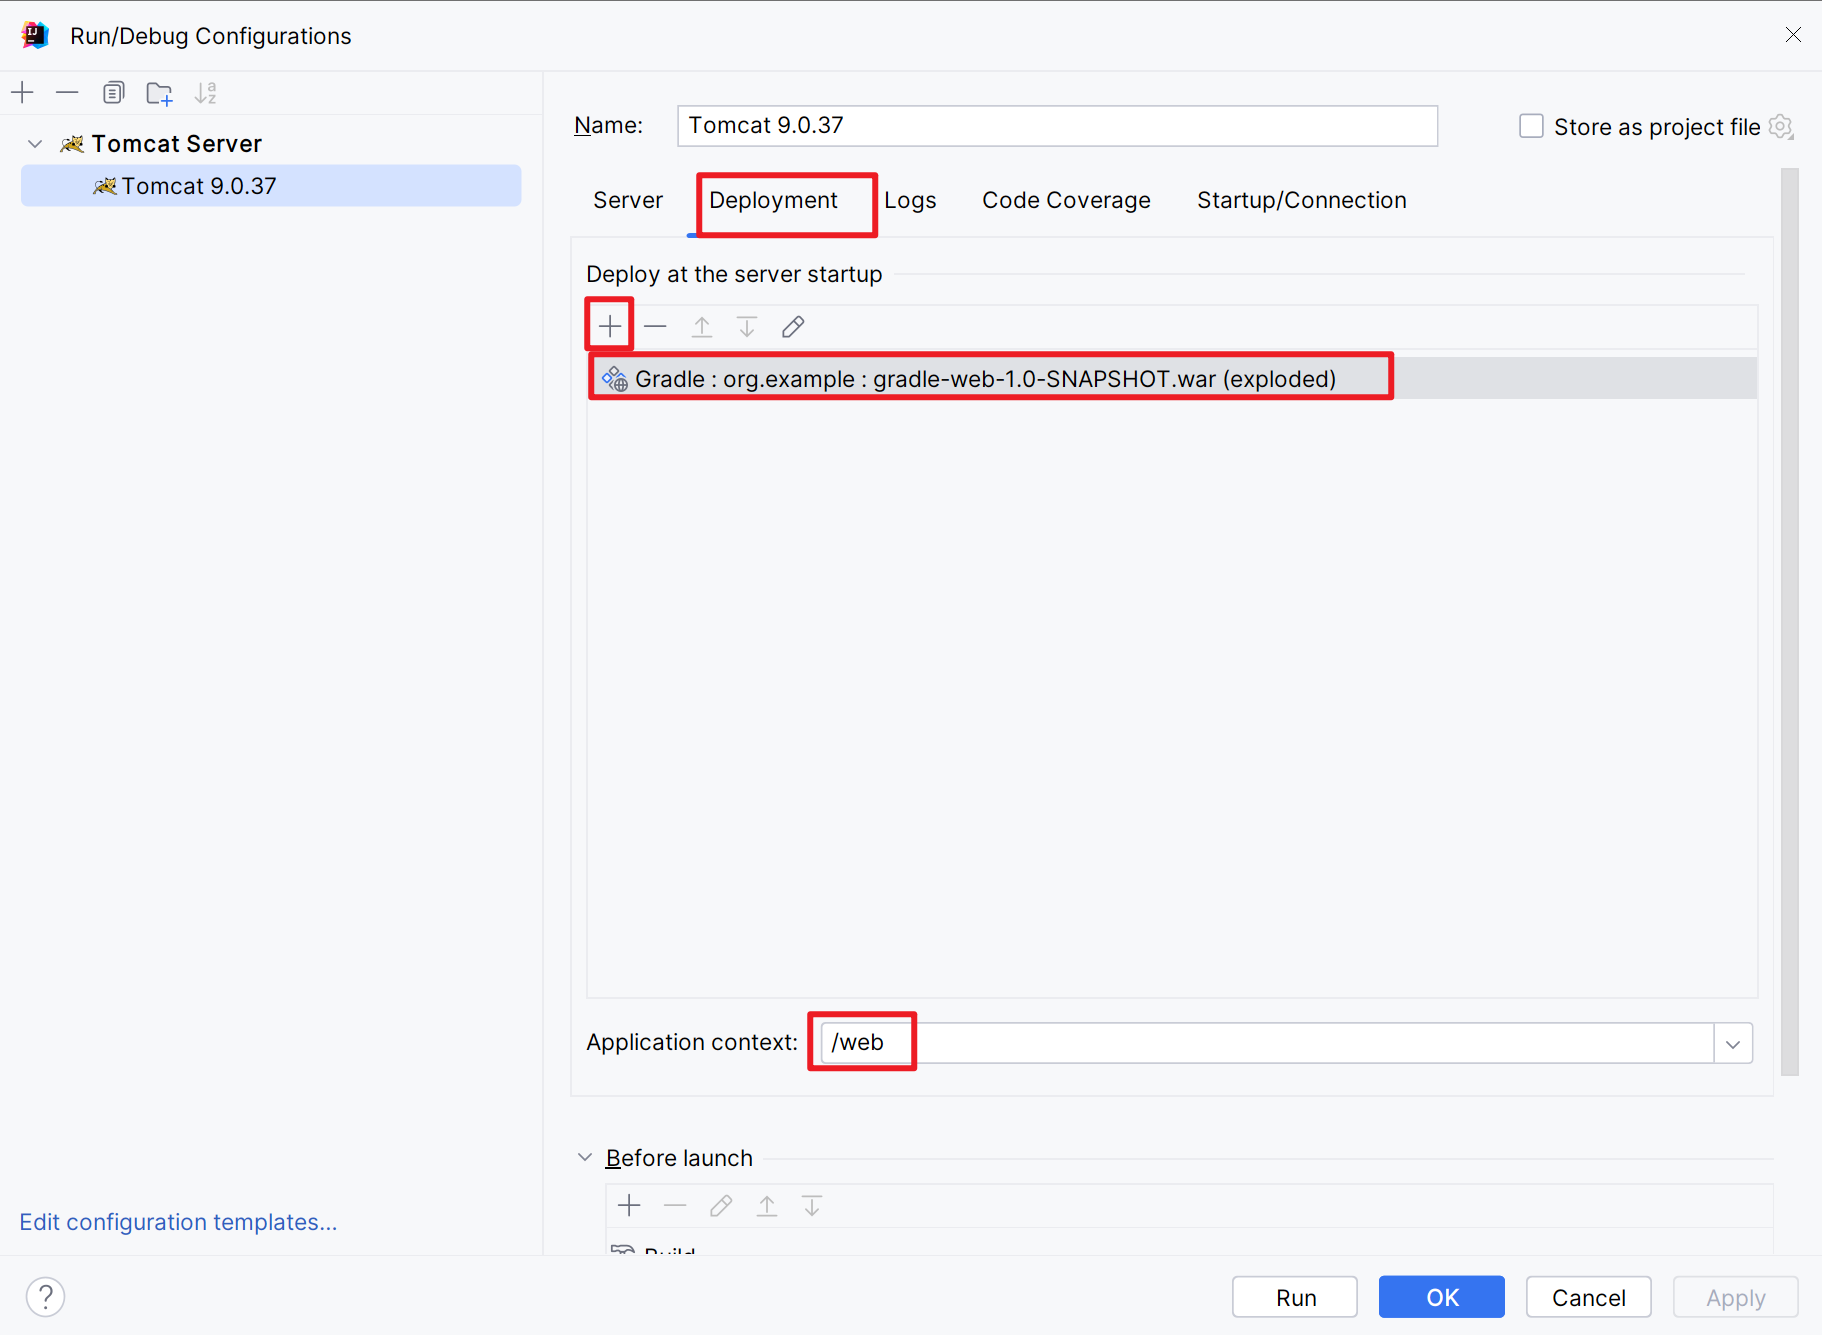 Run/Debug Configurations
Tomcat Server
Tomcat 9.0.37
Name: Tomcat 9.0.37
Store as project file
Server Deployment Logs Code Coverage Startup/Connection
Deploy at the server startup
Gradle : org.example : gradle-web-1.0-SNAPSHOT.war (exploded)
Application context: /web
Before launch
Build
Edit configuration templates...
? Run OK Cancel Apply